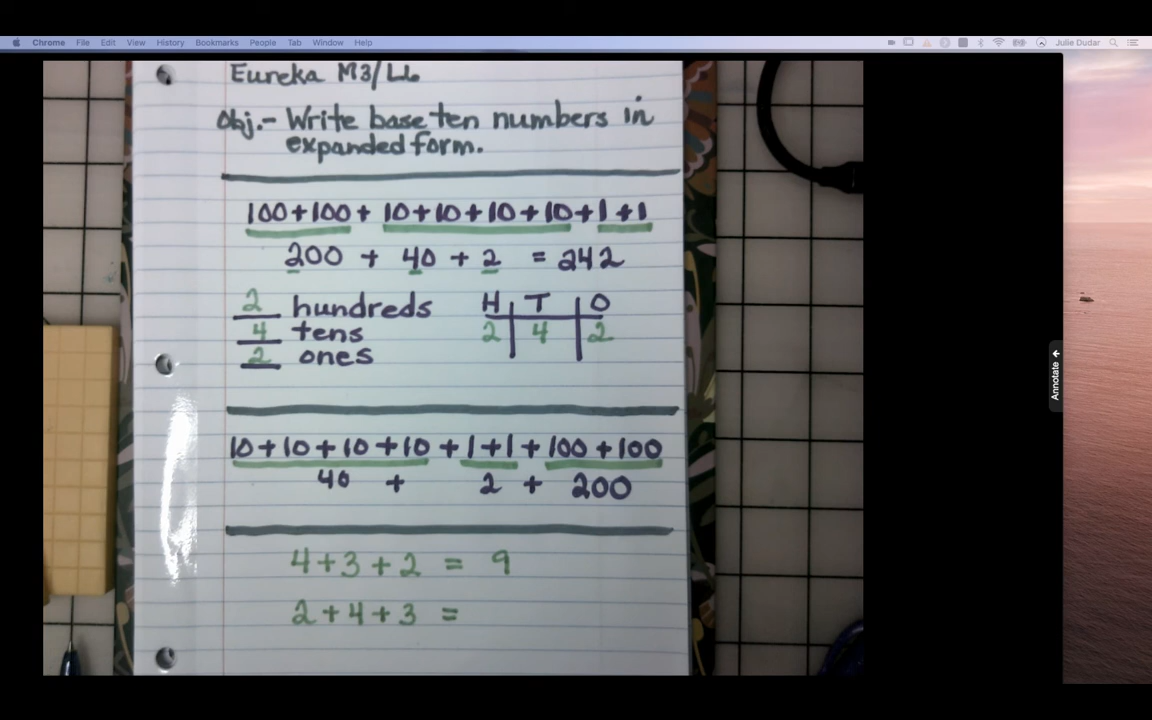 Chrome File Edit View History Bookmarks People Tab Window Help Julie Dudar
Eureka M3/L6
Obj.- Write base ten numbers in
expanded form.
100+100+ 10+10+10+10+1+1
200 + 40 + 2 = 242
2 hundreds
4 tens
2 ones
H T O
2 4 2
10+10+10+10+1+1+100+100
40 + 2 + 200
4+3+2 = 9
2+4+3 =
Annotate